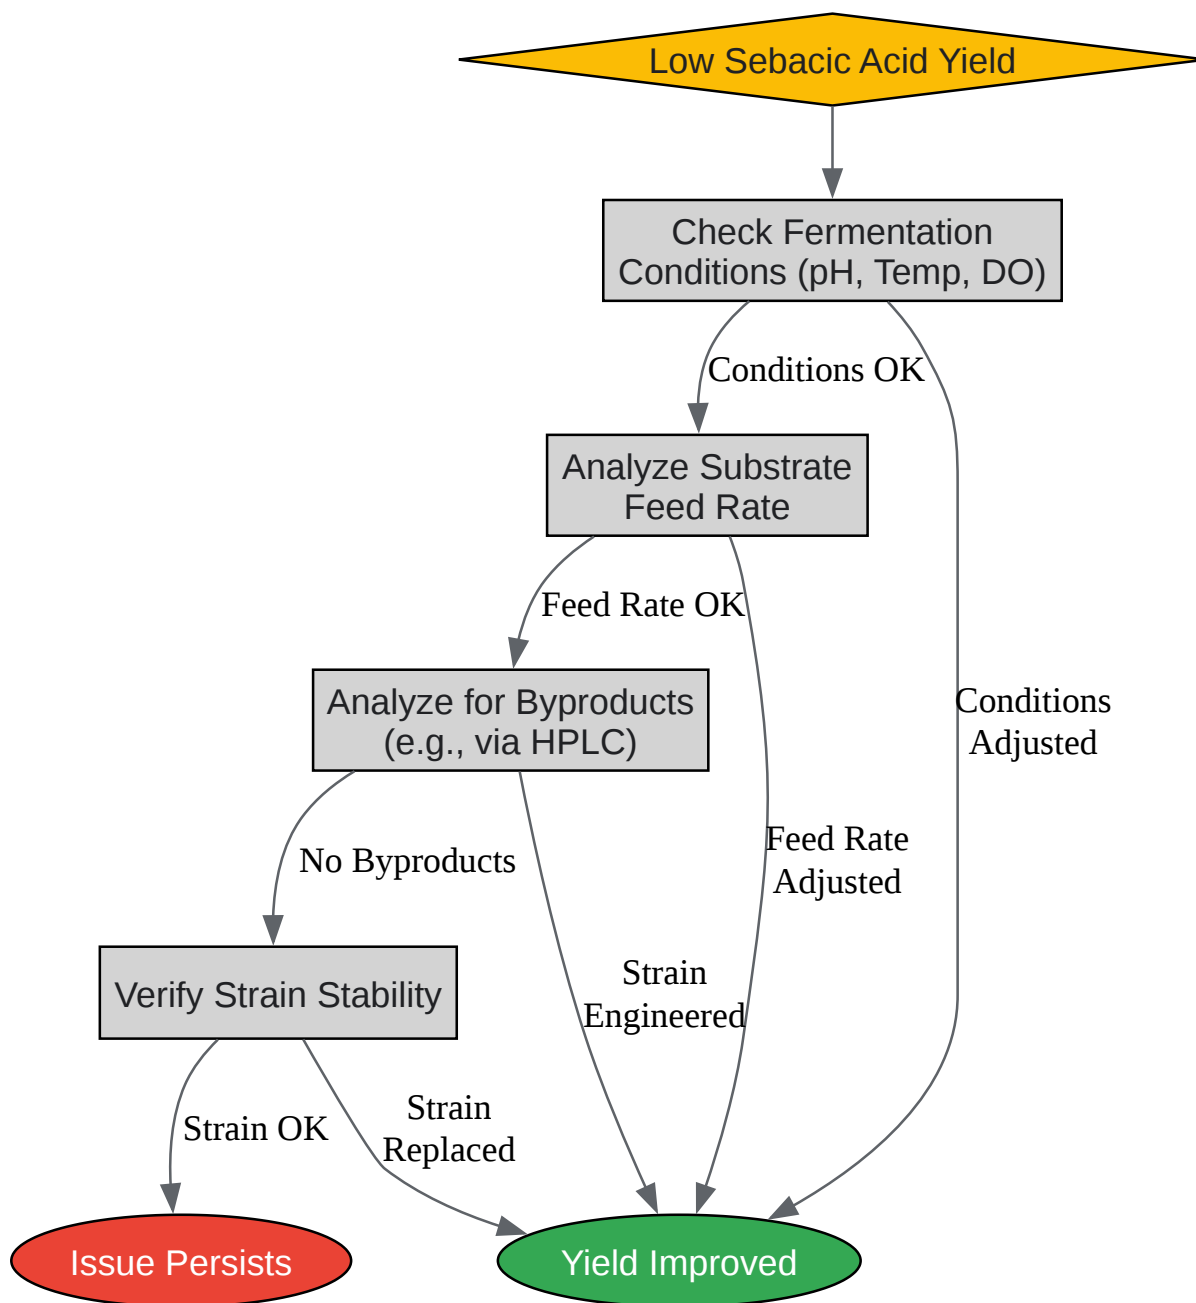 Low Sebacic Acid Yield
Check Fermentation
Conditions (pH, Temp, DO)
Conditions OK
Analyze Substrate
Feed Rate
Feed Rate OK
Analyze for Byproducts
(e.g., via HPLC)
Conditions
Adjusted
Feed Rate
Adjusted
No Byproducts
Strain
Engineered
Verify Strain Stability
Strain OK
Strain
Replaced
Issue Persists
Yield Improved